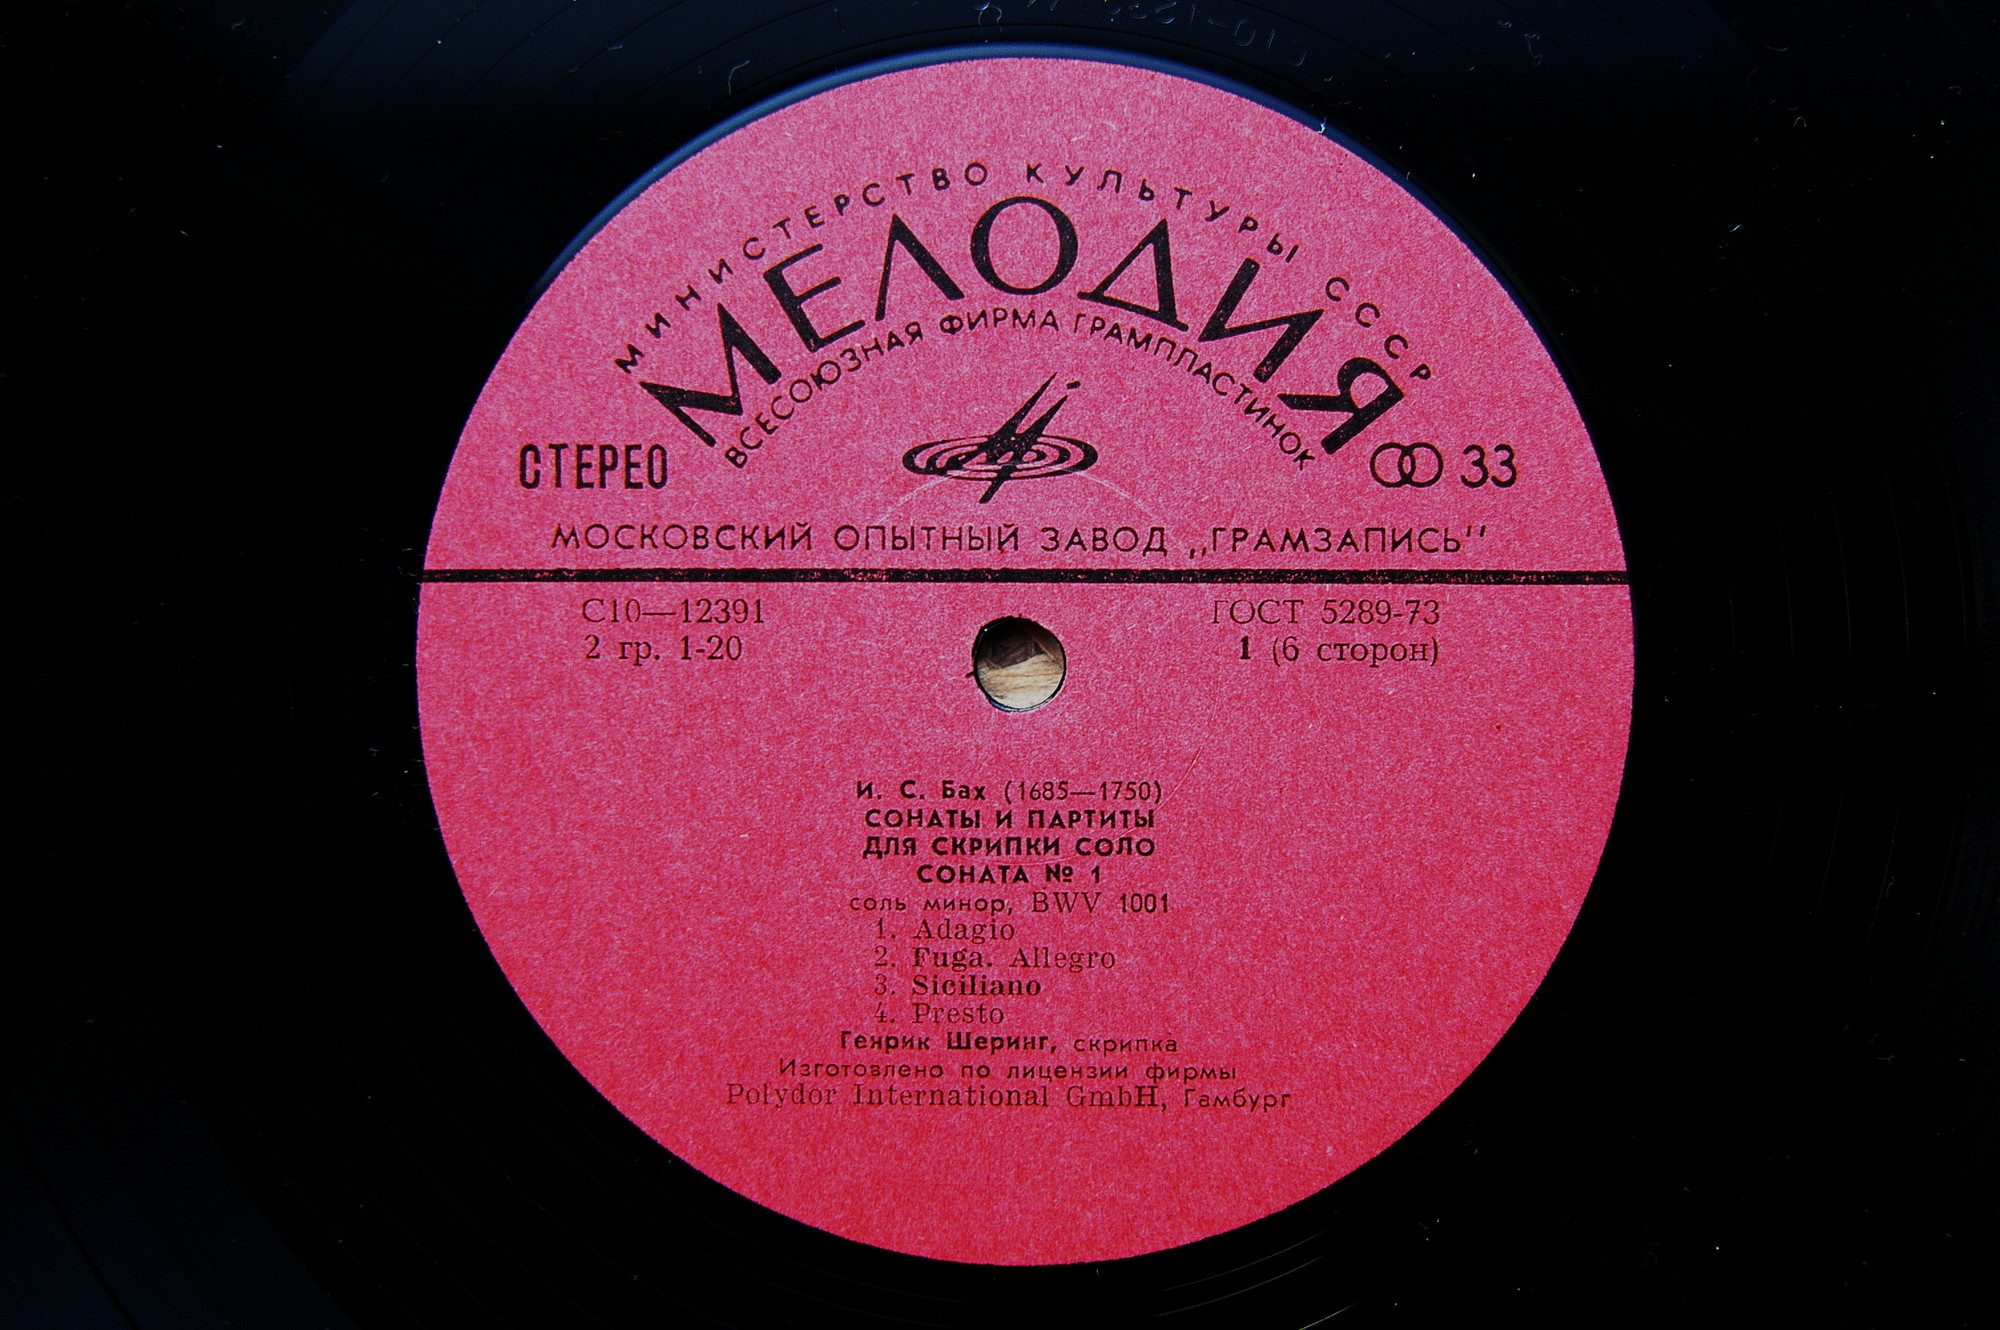 МИНИСТЕРСТВО КУЛЬТУРЫ СССР
МЕЛОДИЯ
ВСЕСОЮЗНАЯ ФИРМА ГРАМПЛАСТИНОК
СТЕРЕО
33
МОСКОВСКИЙ ОПЫТНЫЙ ЗАВОД „ГРАМЗАПИСЬ"
С10—12391
2 гр. 1-20
ГОСТ 5289-73
1 (6 сторон)
И. С. Бах (1685—1750)
СОНАТЫ И ПАРТИТЫ
ДЛЯ СКРИПКИ СОЛО
СОНАТА № 1
соль минор, BWV 1001
1. Adagio
2. Fuga. Allegro
3. Siciliano
4. Presto
Генрик Шеринг, скрипка
Изготовлено по лицензии фирмы
Polydor International GmbH, Гамбург